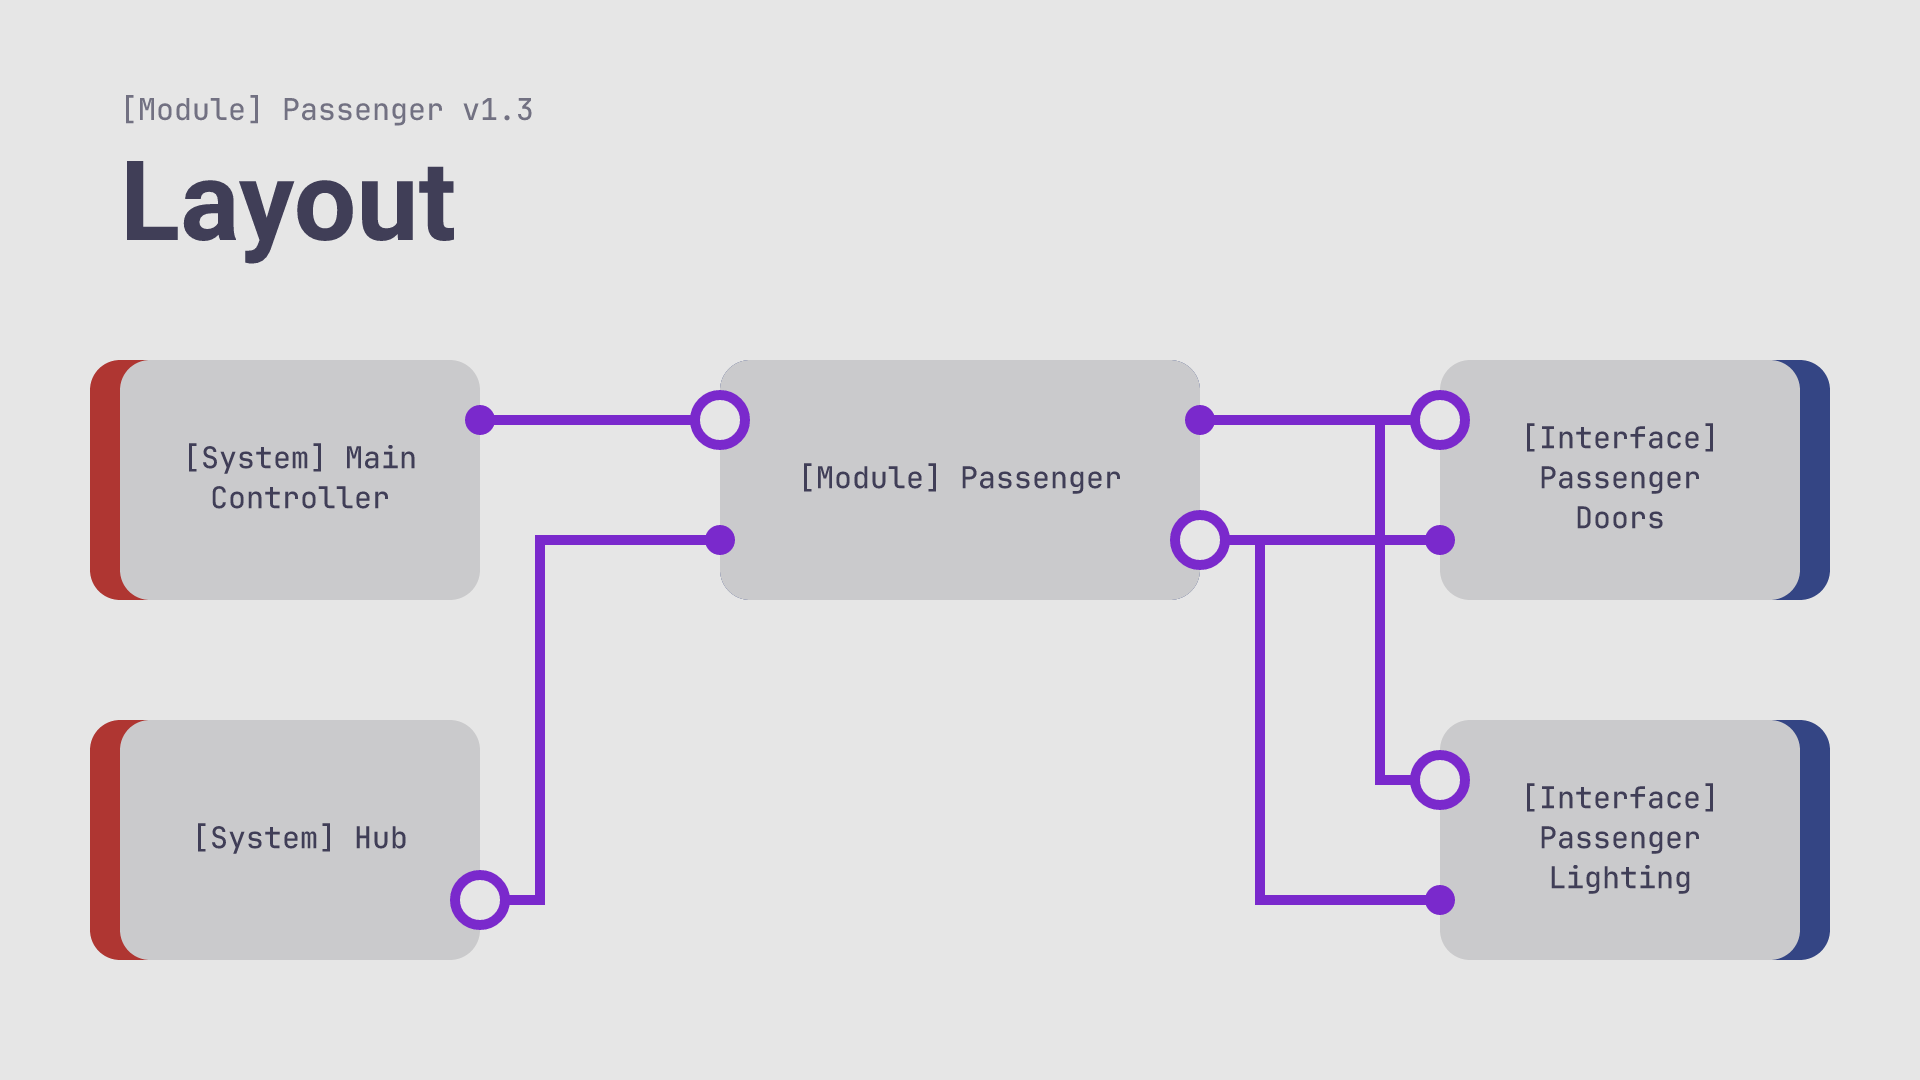 [Module] Passenger v1.3
Layout
[System] Main
Controller
[Module] Passenger
[Interface]
Passenger
Doors
[System] Hub
[Interface]
Passenger
Lighting